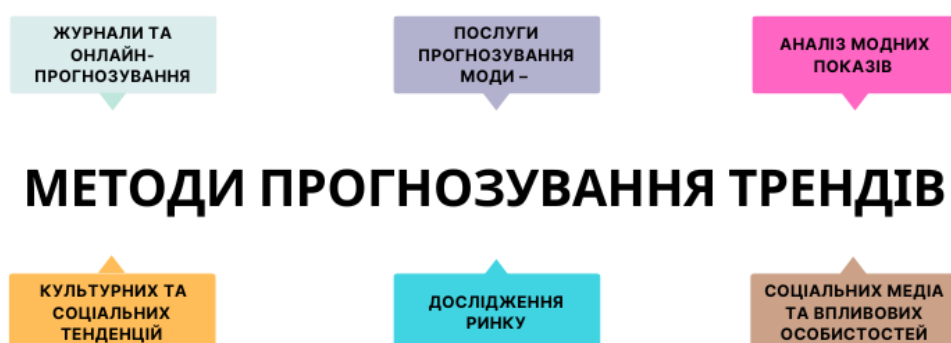 ЖУРНАЛИ ТА
ОНЛАЙН-
ПРОГНОЗУВАННЯ
ПОСЛУГИ
ПРОГНОЗУВАННЯ
МОДИ –
АНАЛІЗ МОДНИХ
ПОКАЗІВ
МЕТОДИ ПРОГНОЗУВАННЯ ТРЕНДІВ
КУЛЬТУРНИХ ТА
СОЦІАЛЬНИХ
ТЕНДЕНЦІЙ
ДОСЛІДЖЕННЯ
РИНКУ
СОЦІАЛЬНИХ МЕДІА
ТА ВПЛИВОВИХ
ОСОБИСТОСТЕЙ